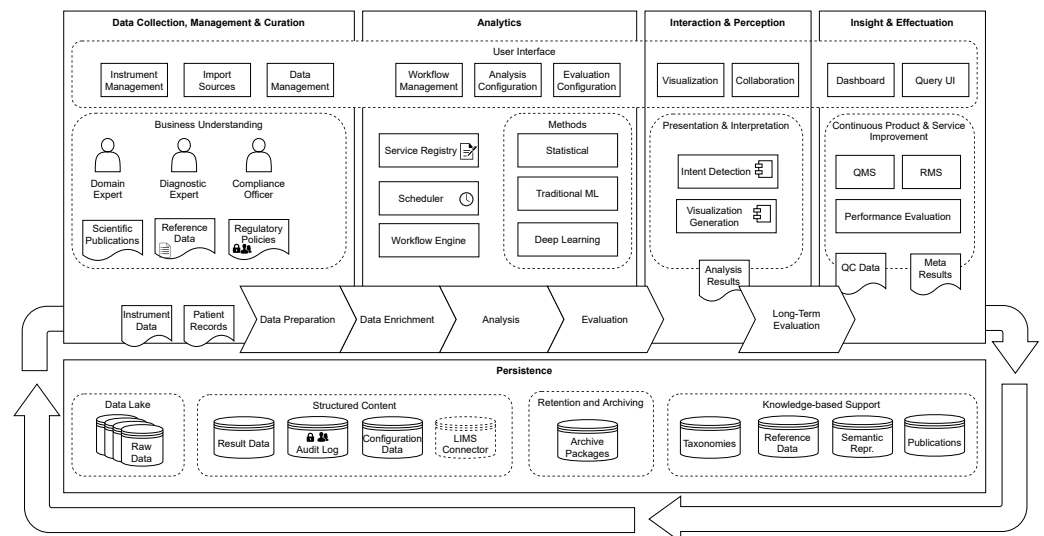 Data Collection, Management & Curation
Analytics
Interaction & Perception
Insight & Effectuation
User Interface
Instrument
Management
Import
Sources
Data
Management
Workflow
Management
Analysis
Configuration
Evaluation
Configuration
Visualization
Collaboration
Dashboard
Query UI
Business Understanding
Domain
Expert
Diagnostic
Expert
Compliance
Officer
Scientific
Publications
Reference
Data
Regulatory
Policies
Service Registry
Scheduler
Workflow Engine
Methods
Statistical
Traditional ML
Deep Learning
Presentation & Interpretation
Intent Detection
Visualization
Generation
Analysis
Results
Continuous Product & Service
Improvement
QMS
RMS
Performance Evaluation
QC Data
Meta
Results
Instrument
Data
Patient
Records
Data Preparation
Data Enrichment
Analysis
Evaluation
Long-Term
Evaluation
Persistence
Data Lake
Raw
Data
Structured Content
Result Data
Audit Log
Configuration
Data
LIMS
Connector
Retention and Archiving
Archive
Packages
Knowledge-based Support
Taxonomies
Reference
Data
Semantic
Repr.
Publications